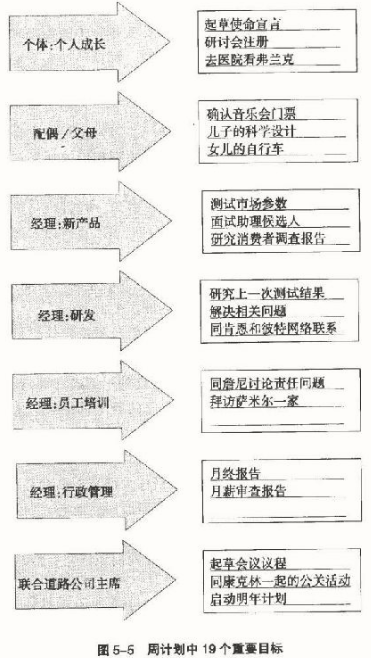 个体:个人成长
起草使命宣言
研讨会注册
去医院看弗兰克
配偶/父母
确认音乐会门票
儿子的科学设计
女儿的自行车
经理:新产品
测试市场参数
面试助理候选人
研究消费者调查报告
经理:研发
研究上一次测试结果
解决相关问题
同肯恩和彼特网络联系
经理:员工培训
同詹尼讨论责任问题
拜访萨米尔一家
经理:行政管理
月终报告
月薪审查报告
联合道路公司主席
起草会议议程
同康克林一起的公关活动
启动明年计划
图 5-5 周计划中 19 个重要目标